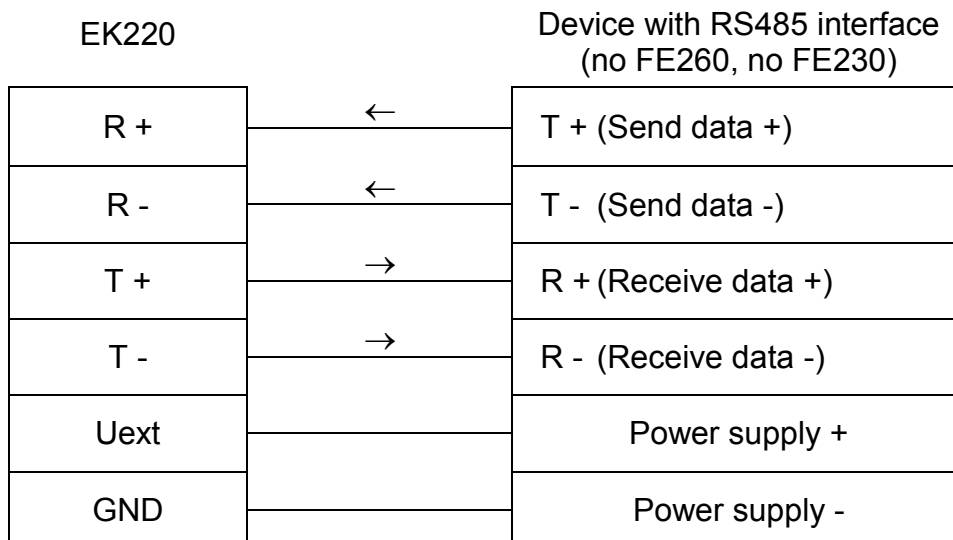 EK220
Device with RS485 interface
(no FE260, no FE230)
R + ← T + (Send data +)
R - ← T - (Send data -)
T + → R + (Receive data +)
T - → R - (Receive data -)
Uext Power supply +
GND Power supply -